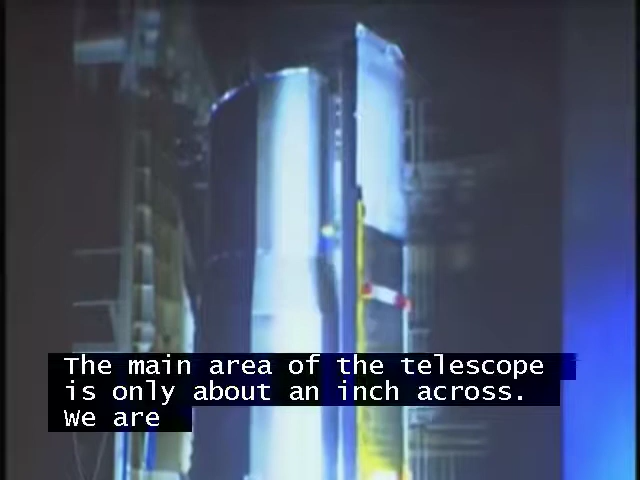 The main area of the telescope
is only about an inch across.
We are